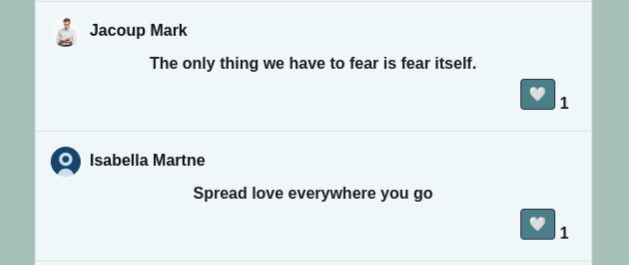 Jacoup Mark
The only thing we have to fear is fear itself.
1
Isabella Martne
Spread love everywhere you go
1